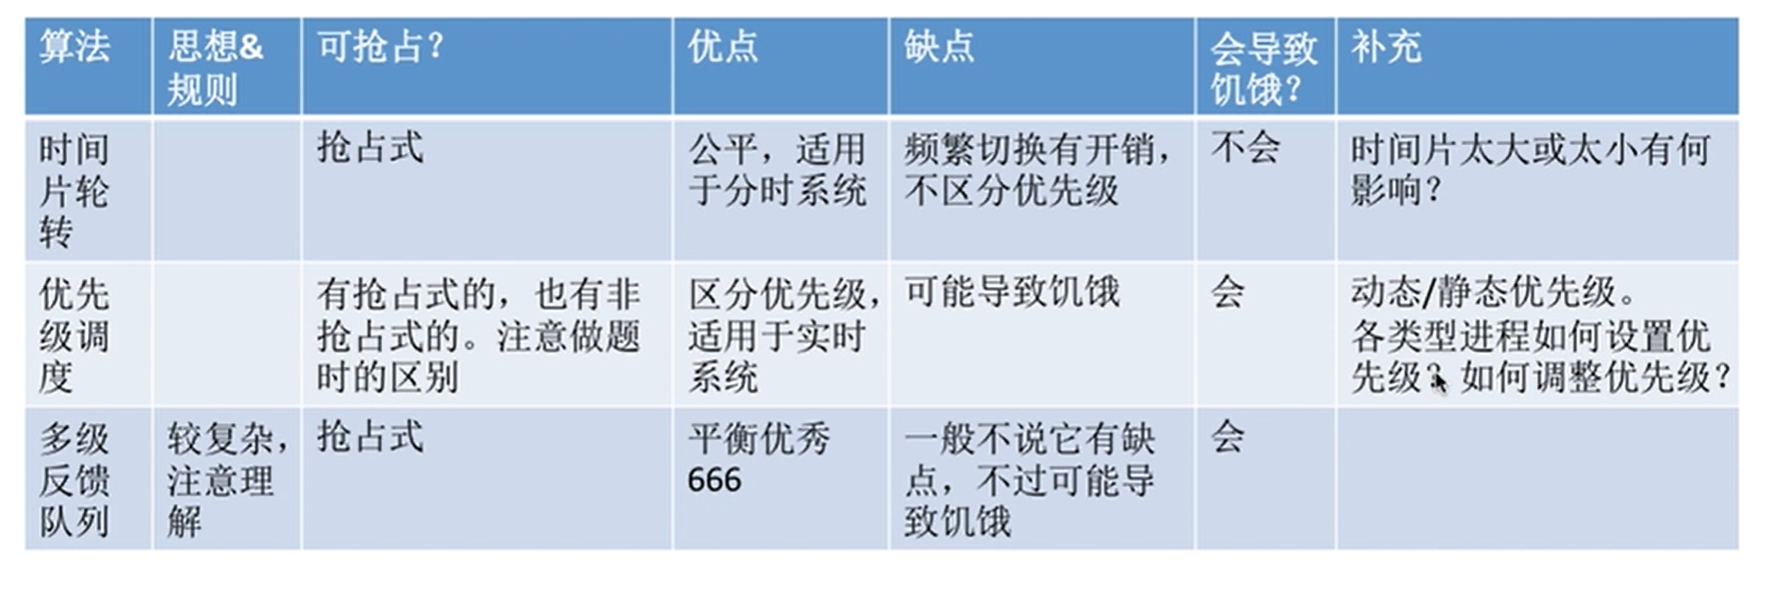 算法
思想&
规则
可抢占？
优点
缺点
会导致
饥饿？
补充
时间
片轮
转
抢占式
公平，适用
于分时系统
频繁切换有开销，
不区分优先级
不会
时间片太大或太小有何
影响？
优先
级调
度
有抢占式的，也有非
抢占式的。注意做题
时的区别
区分优先级，
适用于实时
系统
可能导致饥饿
会
动态/静态优先级。
各类型进程如何设置优
先级？如何调整优先级？
多级
反馈
队列
较复杂，
注意理
解
抢占式
平衡优秀
666
一般不说它有缺
点，不过可能导
致饥饿
会